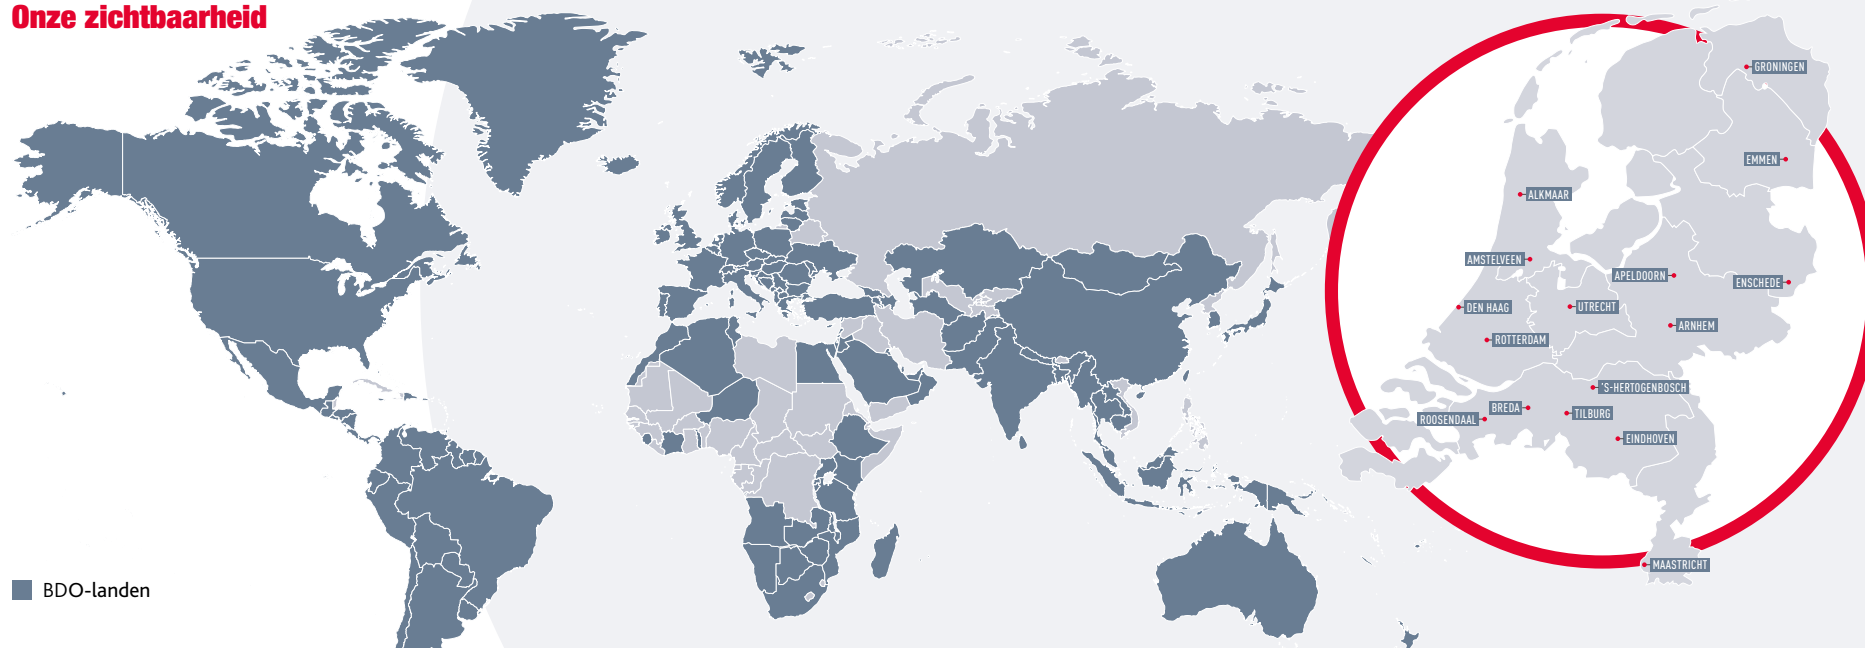 Onze zichtbaarheid
GRONINGEN
EMMEN
ALKMAAR
AMSTELVEEN
APELDOORN
ENSCHEDE
DEN HAAG
UTRECHT
ARNHEM
ROTTERDAM
'S-HERTOGENBOSCH
BREDA
TILBURG
ROOSENDAAL
EINDHOVEN
MAASTRICHT
BDO-landen